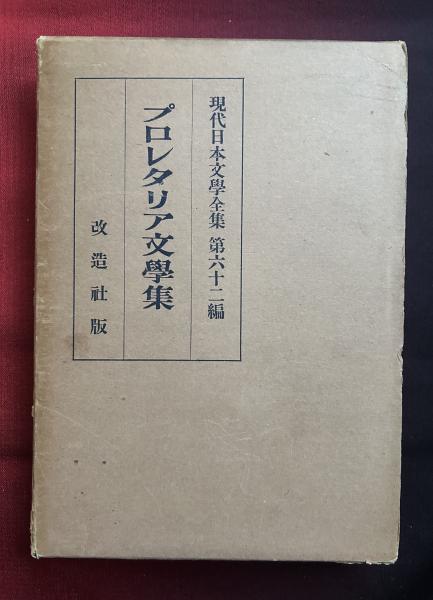 現代日本文學全集 第六十二編
プロレタリア文學集
改造社版